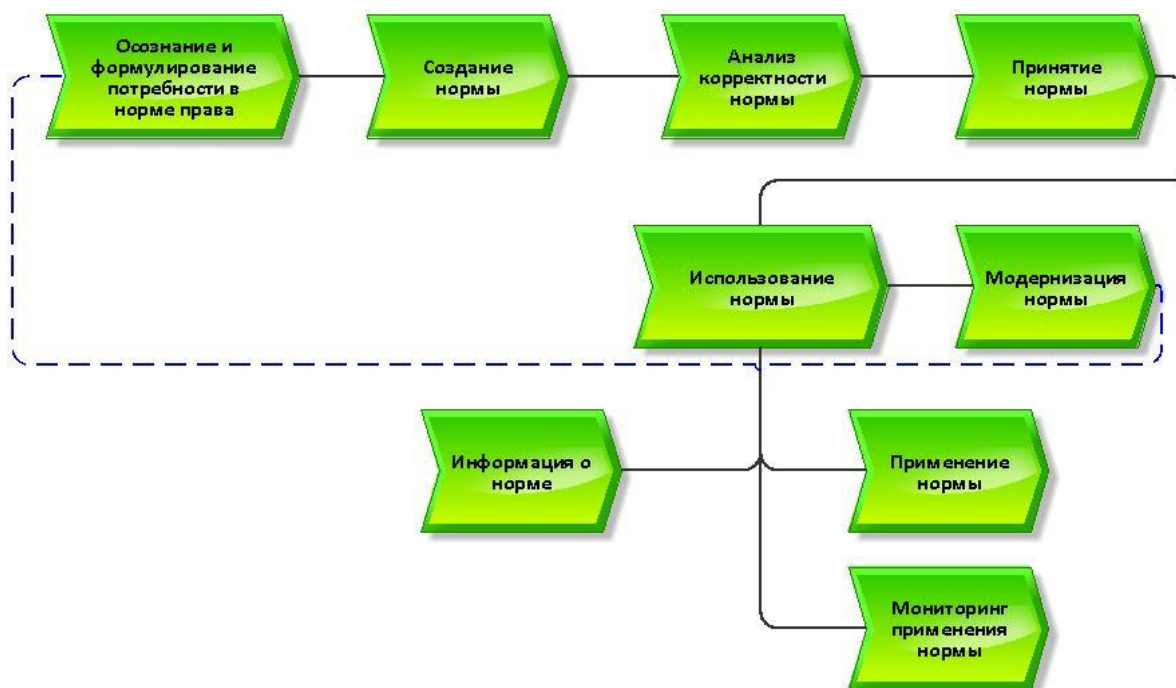 Осознание и
формулирование
потребности в
норме права
Создание
нормы
Анализ
корректности
нормы
Принятие
нормы
Использование
нормы
Модернизация
нормы
Информация о
норме
Применение
нормы
Мониторинг
применения
нормы